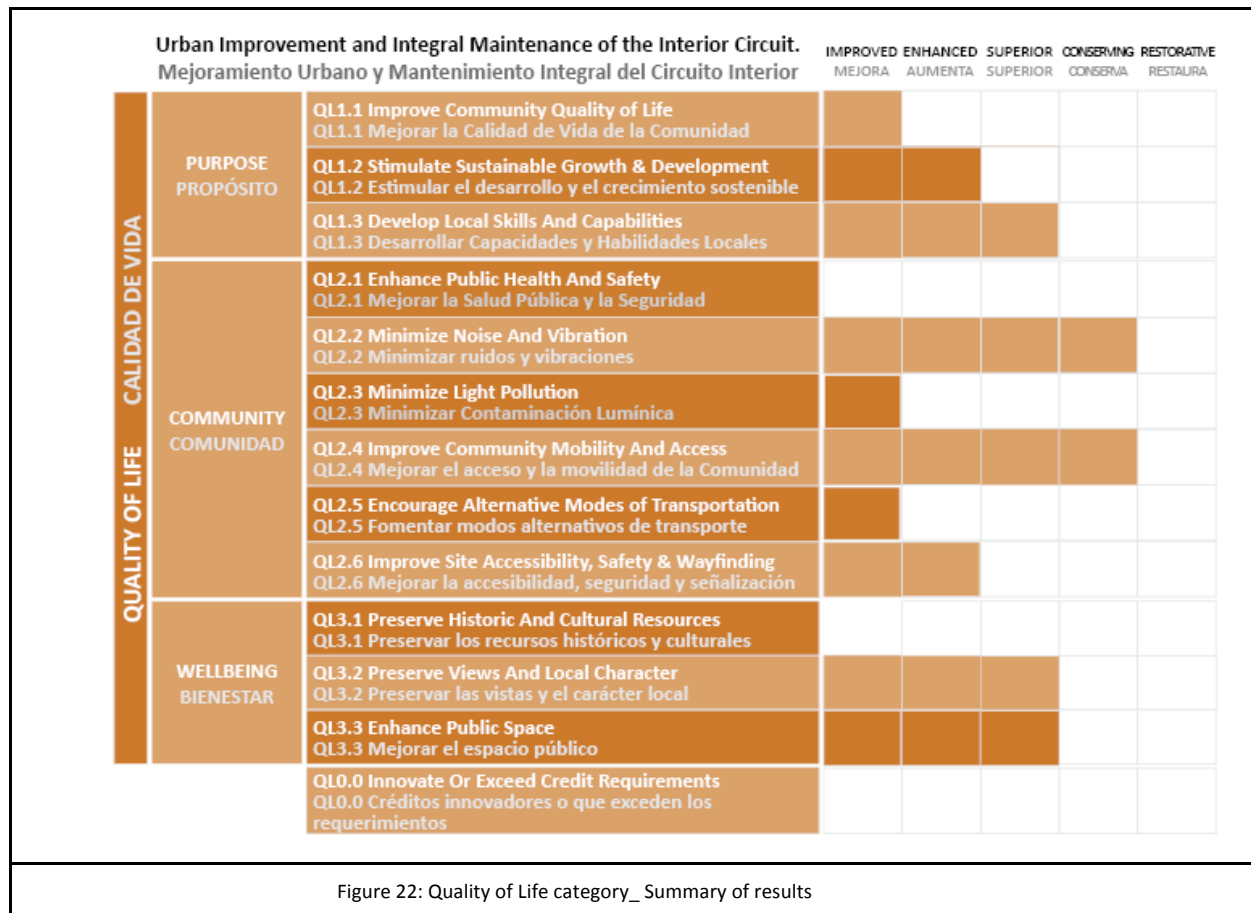 Urban Improvement and Integral Maintenance of the Interior Circuit.
Mejoramiento Urbano y Mantenimiento Integral del Circuito Interior
IMPROVED ENHANCED SUPERIOR CONSERVING RESTORATIVE
MEJORA AUMENTA SUPERIOR CONSERVA RESTAURA
QUALITY OF LIFE CALIDAD DE VIDA
PURPOSE
PROPÓSITO
QL1.1 Improve Community Quality of Life
QL1.1 Mejorar la Calidad de Vida de la Comunidad
QL1.2 Stimulate Sustainable Growth & Development
QL1.2 Estimular el desarrollo y el crecimiento sostenible
QL1.3 Develop Local Skills And Capabilities
QL1.3 Desarrollar Capacidades y Habilidades Locales
COMMUNITY
COMUNIDAD
QL2.1 Enhance Public Health And Safety
QL2.1 Mejorar la Salud Pública y la Seguridad
QL2.2 Minimize Noise And Vibration
QL2.2 Minimizar ruidos y vibraciones
QL2.3 Minimize Light Pollution
QL2.3 Minimizar Contaminación Lumínica
QL2.4 Improve Community Mobility And Access
QL2.4 Mejorar el acceso y la movilidad de la Comunidad
QL2.5 Encourage Alternative Modes of Transportation
QL2.5 Fomentar modos alternativos de transporte
QL2.6 Improve Site Accessibility, Safety & Wayfinding
QL2.6 Mejorar la accesibilidad, seguridad y señalización
WELLBEING
BIENESTAR
QL3.1 Preserve Historic And Cultural Resources
QL3.1 Preservar los recursos históricos y culturales
QL3.2 Preserve Views And Local Character
QL3.2 Preservar las vistas y el carácter local
QL3.3 Enhance Public Space
QL3.3 Mejorar el espacio público
QL0.0 Innovate Or Exceed Credit Requirements
QL0.0 Créditos innovadores o que exceden los
requerimientos
Figure 22: Quality of Life category_ Summary of results